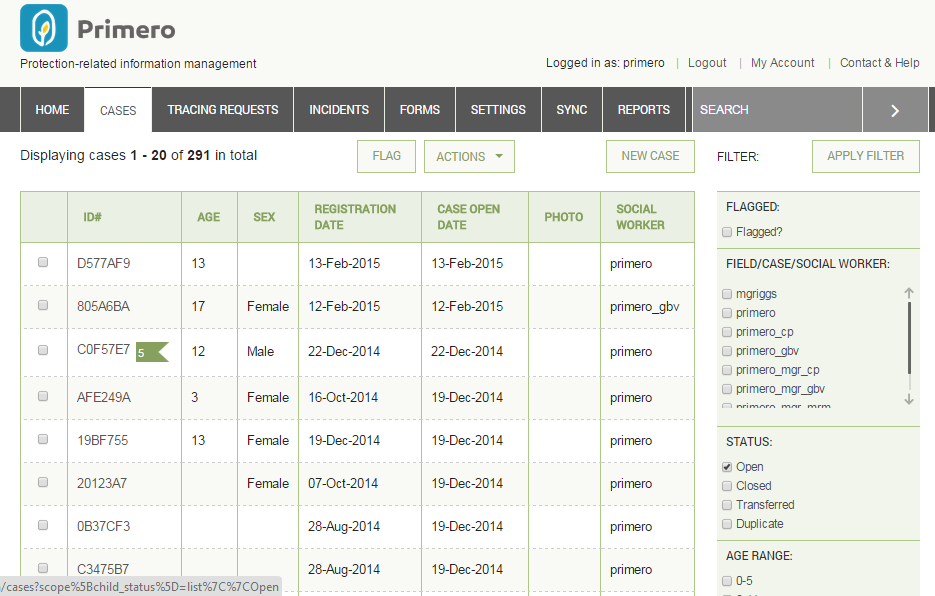 Primero
Protection-related information management
Logged in as: primero | Logout | My Account | Contact & Help
HOME CASES TRACING REQUESTS INCIDENTS FORMS SETTINGS SYNC REPORTS SEARCH
Displaying cases 1 - 20 of 291 in total FLAG ACTIONS NEW CASE
ID# AGE SEX REGISTRATION DATE CASE OPEN DATE PHOTO SOCIAL WORKER
D577AF9 13 13-Feb-2015 13-Feb-2015 primero
805A6BA 17 Female 12-Feb-2015 12-Feb-2015 primero_gbv
C0F57E7 5 12 Male 22-Dec-2014 22-Dec-2014 primero
AFE249A 3 Female 16-Oct-2014 19-Dec-2014 primero
19BF755 13 Female 19-Dec-2014 19-Dec-2014 primero
20123A7 Female 07-Oct-2014 19-Dec-2014 primero
0B37CF3 28-Aug-2014 19-Dec-2014 primero
C3475B7 28-Aug-2014 19-Dec-2014 primero
/cases?scope%5Bchild_status%5D=list%7C%7COpen
FILTER: APPLY FILTER
FLAGGED:
Flagged?
FIELD/CASE/SOCIAL WORKER:
mgriggs
primero
primero_cp
primero_gbv
primero_mgr_cp
primero_mgr_gbv
primero_mgr_mrm
STATUS:
Open
Closed
Transferred
Duplicate
AGE RANGE:
0-5